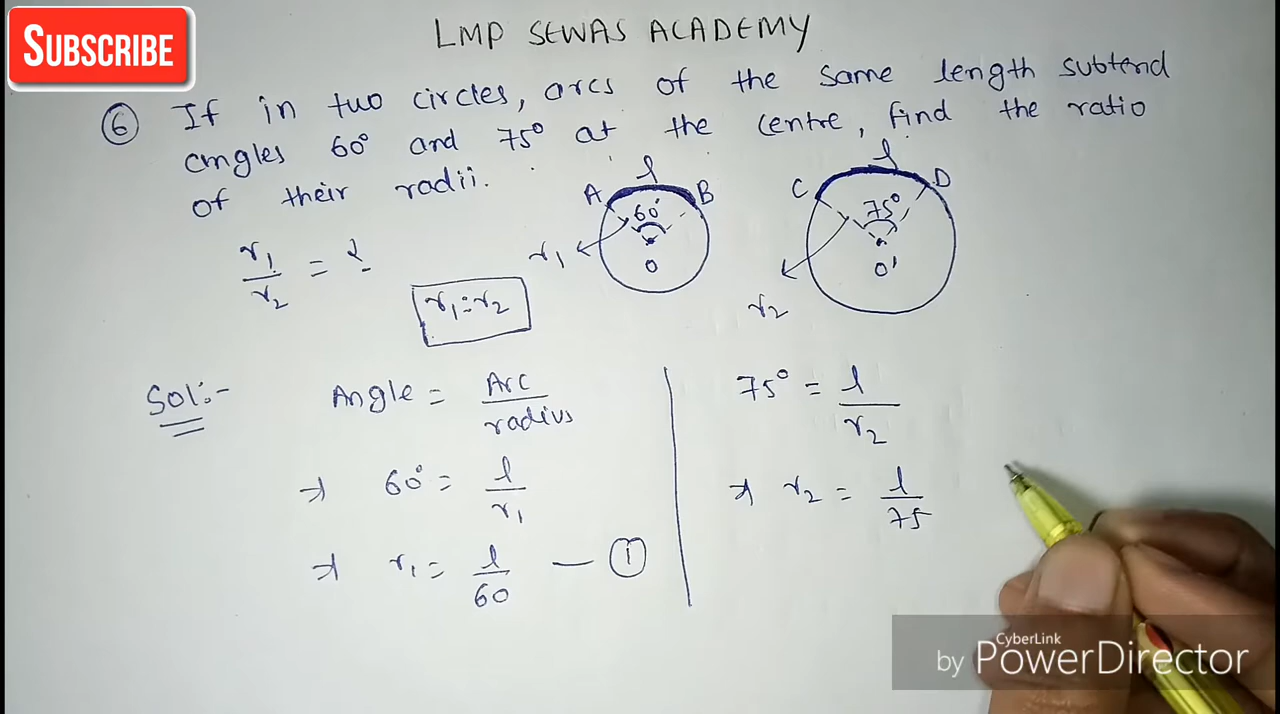 SUBSCRIBE
LMP SEWAS ACADEMY
⑥ If in two circles, arcs of the same length subtend
angles 60° and 75° at the centre, find the ratio
of their radii.
l
A B
60°
r₁
O
l
C D
75°
r₂
O'
r₁/r₂ = ?
r₁:r₂
Sol:-
Angle = Arc/radius
⇒ 60° = l/r₁
⇒ r₁ = l/60 — ①
75° = l/r₂
⇒ r₂ = l/75
CyberLink
by PowerDirector